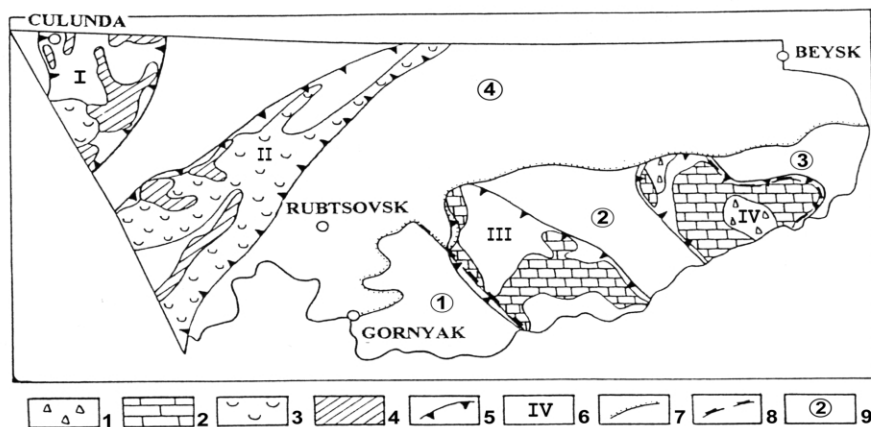 CULUNDA
BEYSK
I
④
③
II
RUBTSOVSK
②
IV
III
①
GORNYAK
1 2 3 4 5 IV 6 7 8 ② 9